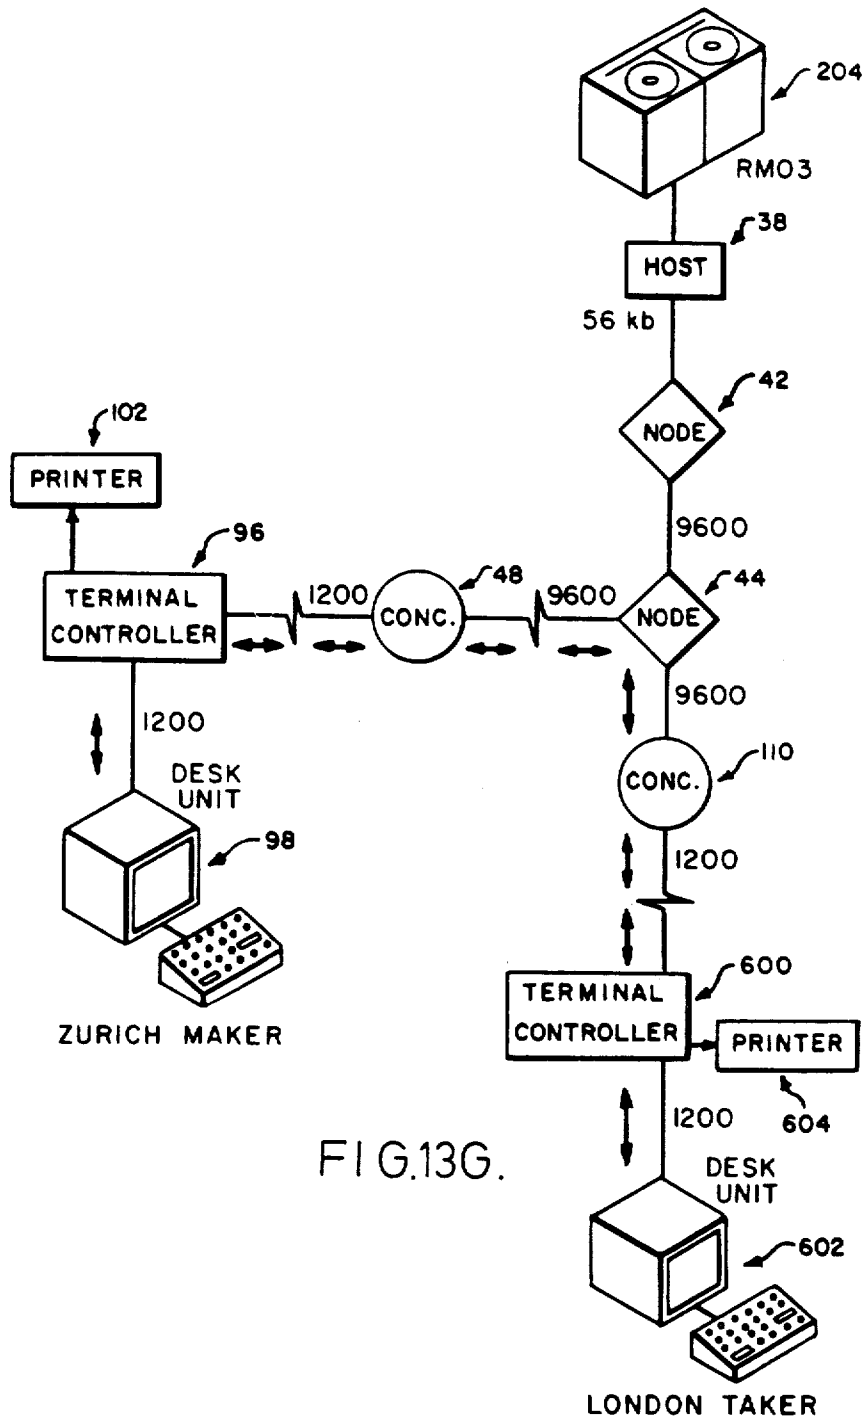 204
RM03
38
HOST
56 kb
42
NODE
102
PRINTER
9600
96
48
44
TERMINAL
CONTROLLER
1200
CONC.
9600
NODE
9600
1200
DESK
UNIT
110
CONC.
98
1200
600
TERMINAL
CONTROLLER
ZURICH MAKER
PRINTER
604
1200
FIG.13G.
DESK
UNIT
602
LONDON TAKER